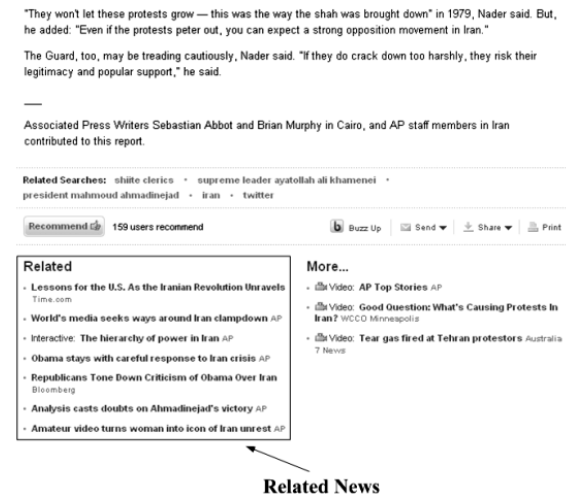 "They won't let these protests grow — this was the way the shah was brought down" in 1979, Nader said. But,
he added: "Even if the protests peter out, you can expect a strong opposition movement in Iran."
The Guard, too, may be treading cautiously, Nader said. "If they do crack down too harshly, they risk their
legitimacy and popular support," he said.
___
Associated Press Writers Sebastian Abbot and Brian Murphy in Cairo, and AP staff members in Iran
contributed to this report.
Related Searches: shiite clerics • supreme leader ayatollah ali khamenei •
president mahmoud ahmadinejad • iran • twitter
Recommend 159 users recommend b Buzz Up Send Share Print
Related
• Lessons for the U.S. As the Iranian Revolution Unravels
Time.com
• World's media seeks ways around Iran clampdown AP
• Interactive: The hierarchy of power in Iran AP
• Obama stays with careful response to Iran crisis AP
• Republicans Tone Down Criticism of Obama Over Iran
Bloomberg
• Analysis casts doubts on Ahmadinejad's victory AP
• Amateur video turns woman into icon of Iran unrest AP
More...
• Video: AP Top Stories AP
• Video: Good Question: What's Causing Protests In
Iran? WCCO Minneapolis
• Video: Tear gas fired at Tehran protestors Australia
7 News
Related News